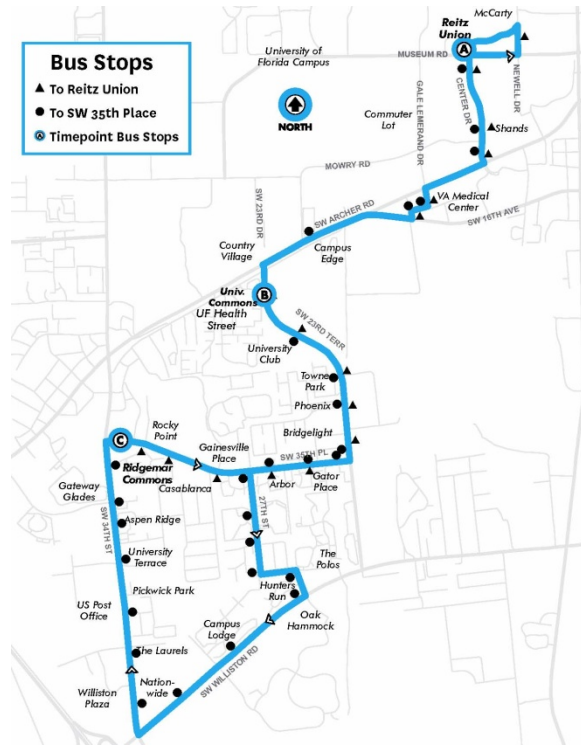 Bus Stops
To Reitz Union
To SW 35th Place
A Timepoint Bus Stops
University of
Florida Campus
NORTH
Reitz
Union
A
McCarty
MUSEUM RD
NEWELL DR
CENTER DR
GALE LEMERAND DR
Commuter
Lot
Shands
MOWRY RD
VA Medical
Center
SW 16TH AVE
SW ARCHER RD
SW 23RD DR
Country
Village
Campus
Edge
Univ.
Commons
B
UF Health
Street
SW 23RD TERR
University
Club
Towne
Park
Phoenix
Bridgelight
C
Rocky
Point
Gainesville
Place
SW 35TH PL
Ridgemar
Commons
Casablanca
Arbor
Gator
Place
Gateway
Glades
SW 34TH ST
Aspen Ridge
27TH ST
University
Terrace
The
Polos
Pickwick Park
Hunters
Run
US Post
Office
Oak
Hammock
Campus
Lodge
The Laurels
SW WILLISTON RD
Williston
Plaza
Nation-
wide